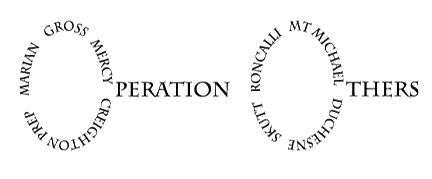 MARIAN GROSS MERCY CREIGHTON PREP
PERATION
RONCALLI MT MICHAEL DUCHESNE SKUTT
THERS